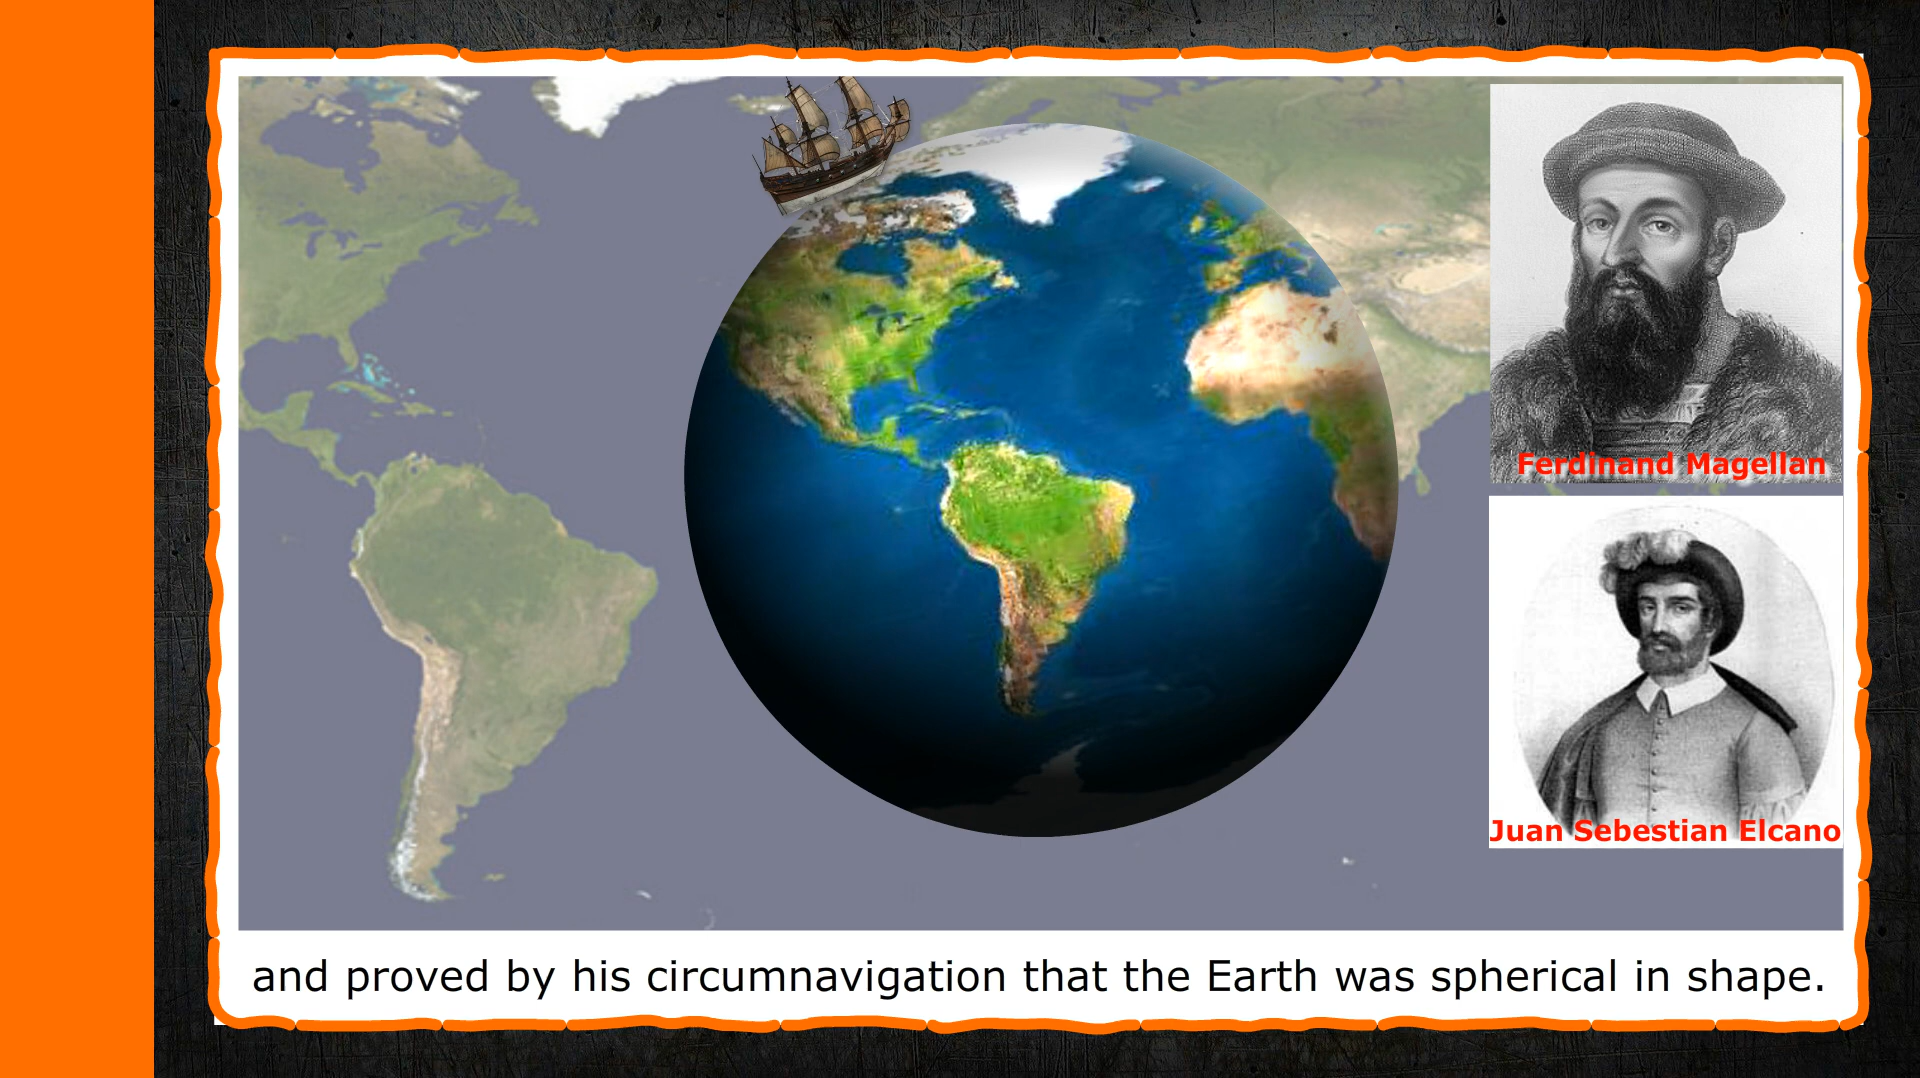 Ferdinand Magellan
Juan Sebestian Elcano
and proved by his circumnavigation that the Earth was spherical in shape.